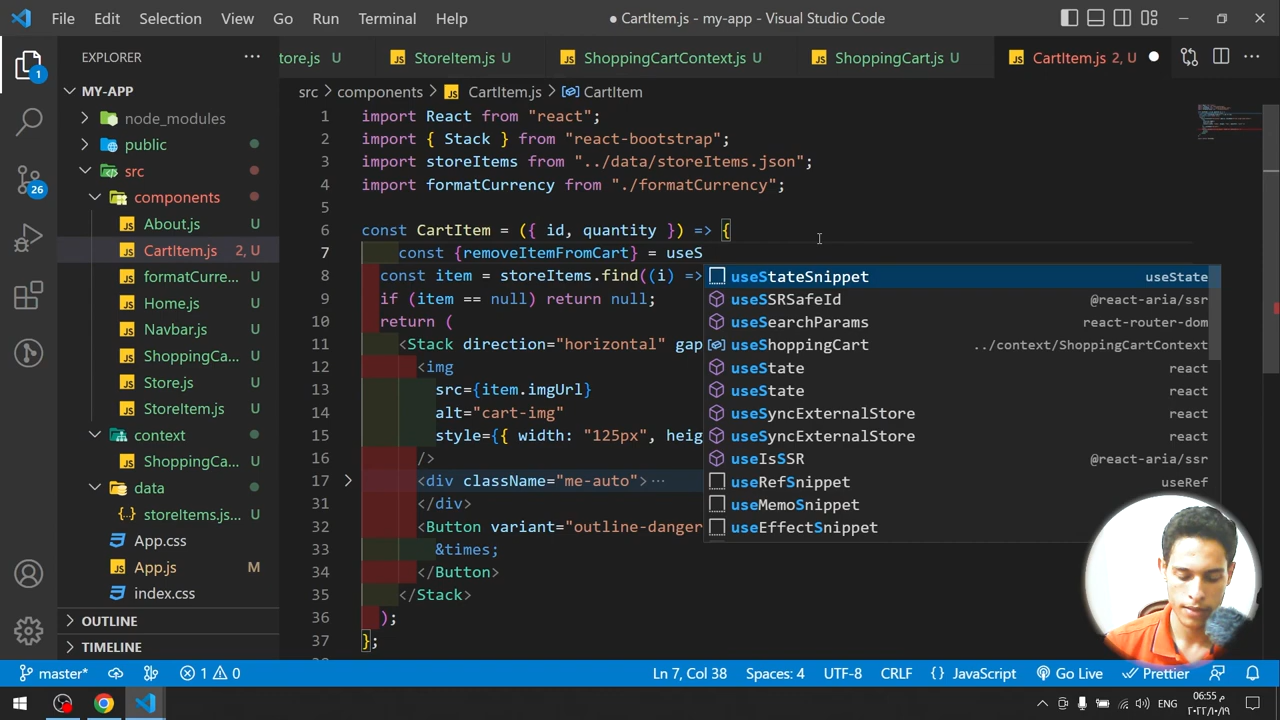 File Edit Selection View Go Run Terminal Help
● CartItem.js - my-app - Visual Studio Code
EXPLORER
tore.js U
StoreItem.js U
ShoppingCartContext.js U
ShoppingCart.js U
CartItem.js 2, U
MY-APP
src > components > CartItem.js > CartItem
node_modules
public
src
components
About.js U
CartItem.js 2, U
formatCurre... U
Home.js U
Navbar.js U
ShoppingCa... U
Store.js U
StoreItem.js U
context
ShoppingCa... U
data
storeItems.js... U
App.css U
App.js M
index.css U
OUTLINE
TIMELINE
1
26
1 import React from "react";
2 import { Stack } from "react-bootstrap";
3 import storeItems from "../data/storeItems.json";
4 import formatCurrency from "./formatCurrency";
5
6 const CartItem = ({ id, quantity }) => {
7 const {removeItemFromCart} = useS
8 const item = storeItems.find((i) =>
9 if (item == null) return null;
10 return (
11 <Stack direction="horizontal" gap
12 <img
13 src={item.imgUrl}
14 alt="cart-img"
15 style={{ width: "125px", heig
16 />
17 <div className="me-auto">···
31 </div>
32 <Button variant="outline-danger
33 &times;
34 </Button>
35 </Stack>
36 );
37 };
useStateSnippet useState
useSSRSafeId @react-aria/ssr
useSearchParams react-router-dom
useShoppingCart ../context/ShoppingCartContext
useState react
useState react
useSyncExternalStore react
useSyncExternalStore react
useIsSSR @react-aria/ssr
useRefSnippet useRef
useMemoSnippet
useEffectSnippet
master* 1 0 Ln 7, Col 38 Spaces: 4 UTF-8 CRLF {} JavaScript Go Live Prettier
ENG
06:55 م